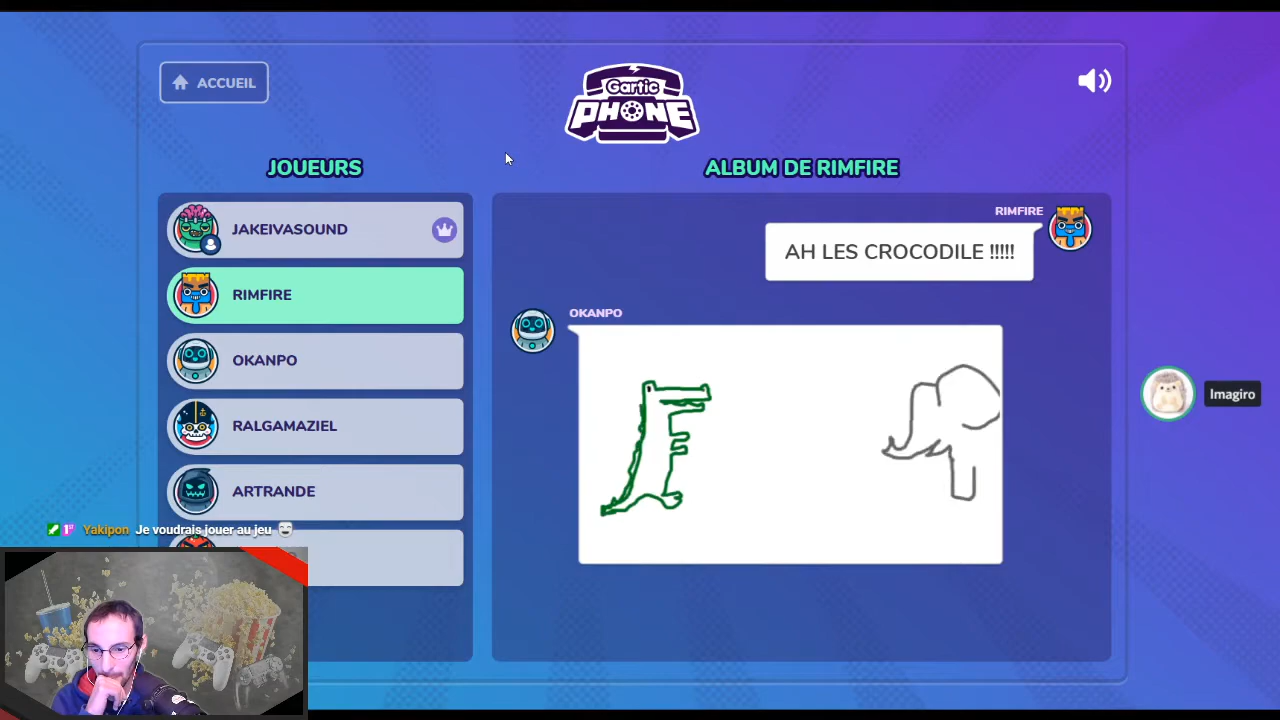 ACCUEIL
Gartic
PHONE
JOUEURS
JAKEIVASOUND
RIMFIRE
OKANPO
RALGAMAZIEL
ARTRANDE
ALBUM DE RIMFIRE
RIMFIRE
AH LES CROCODILE !!!!!
OKANPO
Imagiro
1st Yakipon Je voudrais jouer au jeu